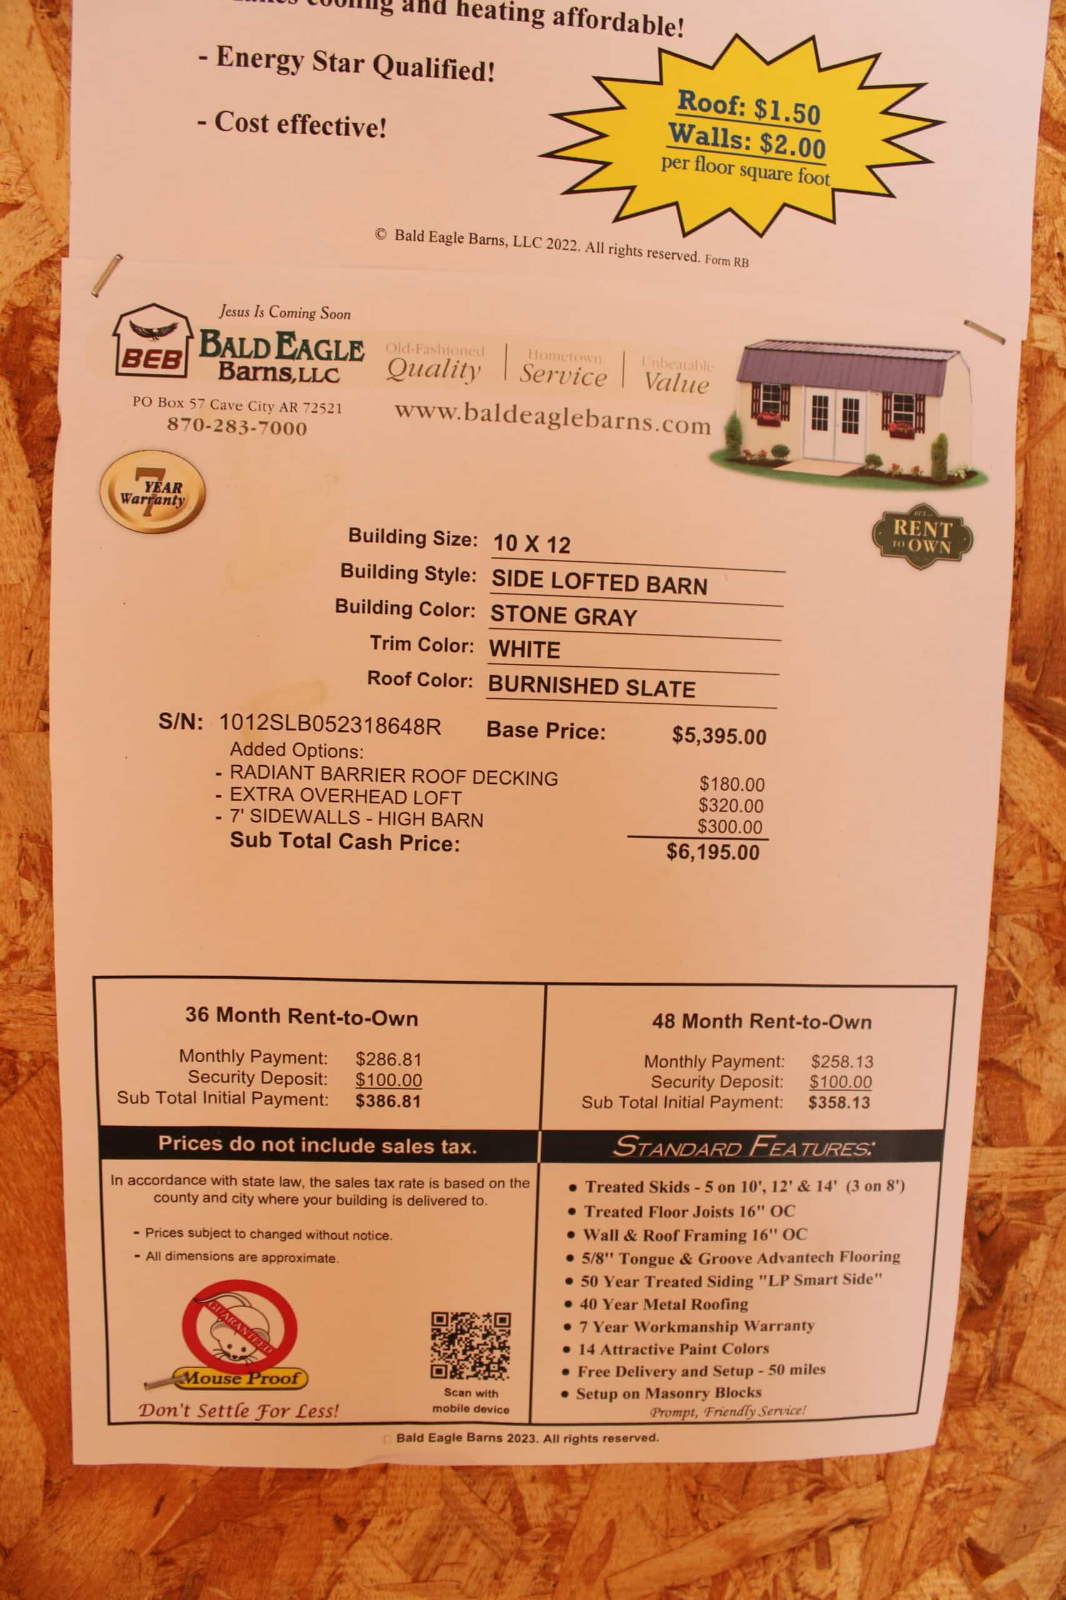 cooling and heating affordable!
- Energy Star Qualified!
- Cost effective!
Roof: $1.50
Walls: $2.00
per floor square foot
© Bald Eagle Barns, LLC 2022. All rights reserved. Form RB
Jesus Is Coming Soon
BEB
BALD EAGLE
Barns, LLC
PO Box 57 Cave City AR 72521
870-283-7000
Old-Fashioned Quality
Hometown Service
Unbeatable Value
www.baldeaglebarns.com
7 YEAR Warranty
RENT TO OWN
Building Size: 10 X 12
Building Style: SIDE LOFTED BARN
Building Color: STONE GRAY
Trim Color: WHITE
Roof Color: BURNISHED SLATE
S/N: 1012SLB052318648R Base Price: $5,395.00
Added Options:
- RADIANT BARRIER ROOF DECKING $180.00
- EXTRA OVERHEAD LOFT $320.00
- 7' SIDEWALLS - HIGH BARN $300.00
Sub Total Cash Price: $6,195.00
36 Month Rent-to-Own
Monthly Payment: $286.81
Security Deposit: $100.00
Sub Total Initial Payment: $386.81
48 Month Rent-to-Own
Monthly Payment: $258.13
Security Deposit: $100.00
Sub Total Initial Payment: $358.13
Prices do not include sales tax.
In accordance with state law, the sales tax rate is based on the
county and city where your building is delivered to.
- Prices subject to changed without notice.
- All dimensions are approximate.
GUARANTEED
Mouse Proof
Don't Settle For Less!
Scan with
mobile device
STANDARD FEATURES:
• Treated Skids - 5 on 10', 12' & 14' (3 on 8')
• Treated Floor Joists 16" OC
• Wall & Roof Framing 16" OC
• 5/8" Tongue & Groove Advantech Flooring
• 50 Year Treated Siding "LP Smart Side"
• 40 Year Metal Roofing
• 7 Year Workmanship Warranty
• 14 Attractive Paint Colors
• Free Delivery and Setup - 50 miles
• Setup on Masonry Blocks
Prompt, Friendly Service!
Bald Eagle Barns 2023. All rights reserved.